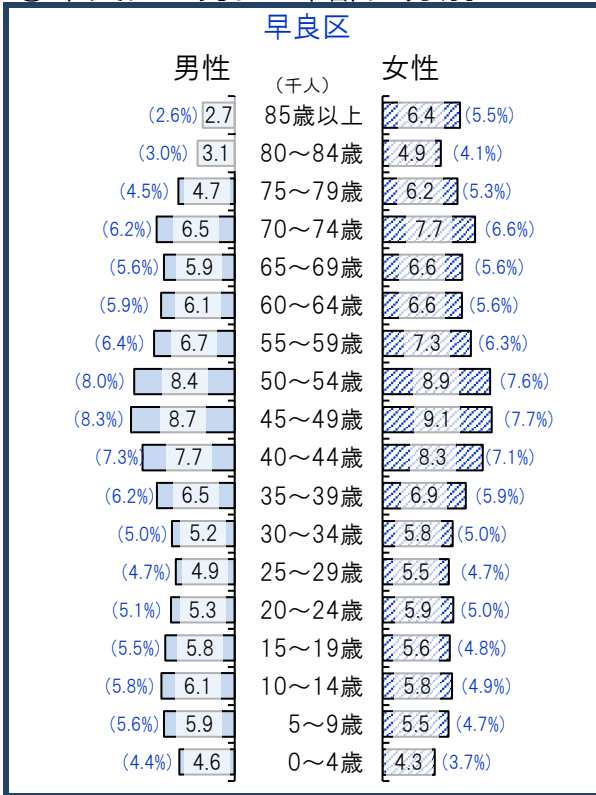 早良区
男性 (千人) 女性
(2.6%) 2.7 85歳以上 6.4 (5.5%)
(3.0%) 3.1 80～84歳 4.9 (4.1%)
(4.5%) 4.7 75～79歳 6.2 (5.3%)
(6.2%) 6.5 70～74歳 7.7 (6.6%)
(5.6%) 5.9 65～69歳 6.6 (5.6%)
(5.9%) 6.1 60～64歳 6.6 (5.6%)
(6.4%) 6.7 55～59歳 7.3 (6.3%)
(8.0%) 8.4 50～54歳 8.9 (7.6%)
(8.3%) 8.7 45～49歳 9.1 (7.7%)
(7.3%) 7.7 40～44歳 8.3 (7.1%)
(6.2%) 6.5 35～39歳 6.9 (5.9%)
(5.0%) 5.2 30～34歳 5.8 (5.0%)
(4.7%) 4.9 25～29歳 5.5 (4.7%)
(5.1%) 5.3 20～24歳 5.9 (5.0%)
(5.5%) 5.8 15～19歳 5.6 (4.8%)
(5.8%) 6.1 10～14歳 5.8 (4.9%)
(5.6%) 5.9 5～9歳 5.5 (4.7%)
(4.4%) 4.6 0～4歳 4.3 (3.7%)